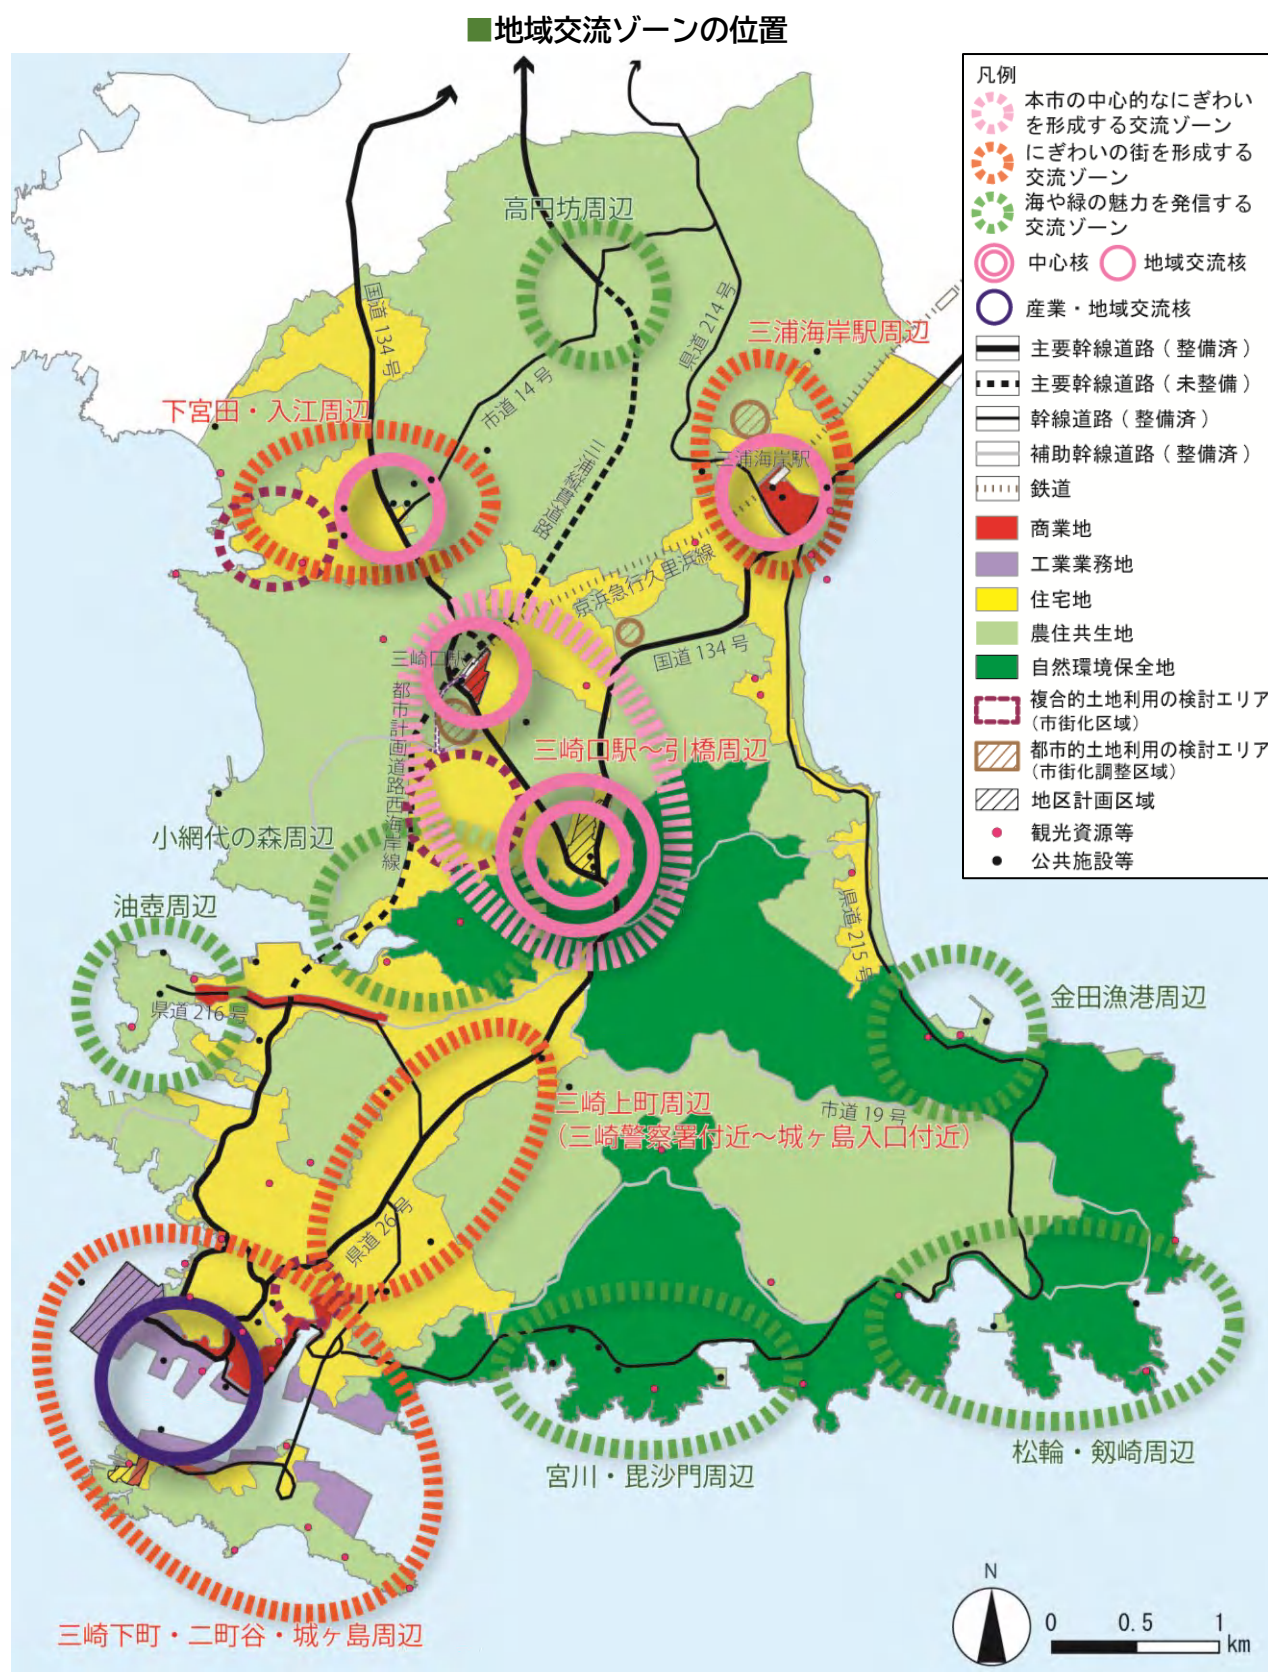 ■地域交流ゾーンの位置
凡例
本市の中心的なにぎわい
を形成する交流ゾーン
にぎわいの街を形成する
交流ゾーン
海や緑の魅力を発信する
交流ゾーン
中心核
地域交流核
産業・地域交流核
主要幹線道路(整備済)
主要幹線道路(未整備)
幹線道路(整備済)
補助幹線道路(整備済)
鉄道
商業地
工業業務地
住宅地
農住共生地
自然環境保全地
複合的土地利用の検討エリア
(市街化区域)
都市的土地利用の検討エリア
(市街化調整区域)
地区計画区域
観光資源等
公共施設等
高円坊周辺
国道134号
県道214号
三浦海岸駅周辺
市道14号
下宮田・入江周辺
三浦海岸駅
三浦縦貫道路
京浜急行久里浜線
国道134号
三崎口駅
都市計画道路西海岸線
三崎口駅～引橋周辺
小網代の森周辺
油壺周辺
県道215号
県道216号
金田漁港周辺
三崎上町周辺
(三崎警察署付近～城ヶ島入口付近)
市道19号
県道26号
松輪・剱崎周辺
宮川・毘沙門周辺
三崎下町・二町谷・城ヶ島周辺
N
0 0.5 1
km